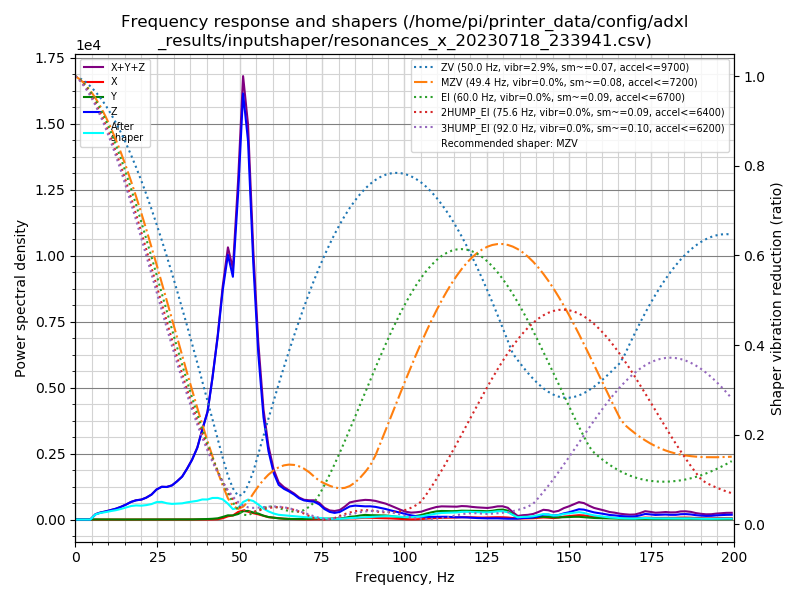 Frequency response and shapers (/home/pi/printer_data/config/adxl
_results/inputshaper/resonances_x_20230718_233941.csv)
1e4
X+Y+Z
X
Y
Z
After
shaper
ZV (50.0 Hz, vibr=2.9%, sm~=0.07, accel<=9700)
MZV (49.4 Hz, vibr=0.0%, sm~=0.08, accel<=7200)
EI (60.0 Hz, vibr=0.0%, sm~=0.09, accel<=6700)
2HUMP_EI (75.6 Hz, vibr=0.0%, sm~=0.09, accel<=6400)
3HUMP_EI (92.0 Hz, vibr=0.0%, sm~=0.10, accel<=6200)
Recommended shaper: MZV
Power spectral density
1.75
1.50
1.25
1.00
0.75
0.50
0.25
0.00
Shaper vibration reduction (ratio)
1.0
0.8
0.6
0.4
0.2
0.0
0 25 50 75 100 125 150 175 200
Frequency, Hz